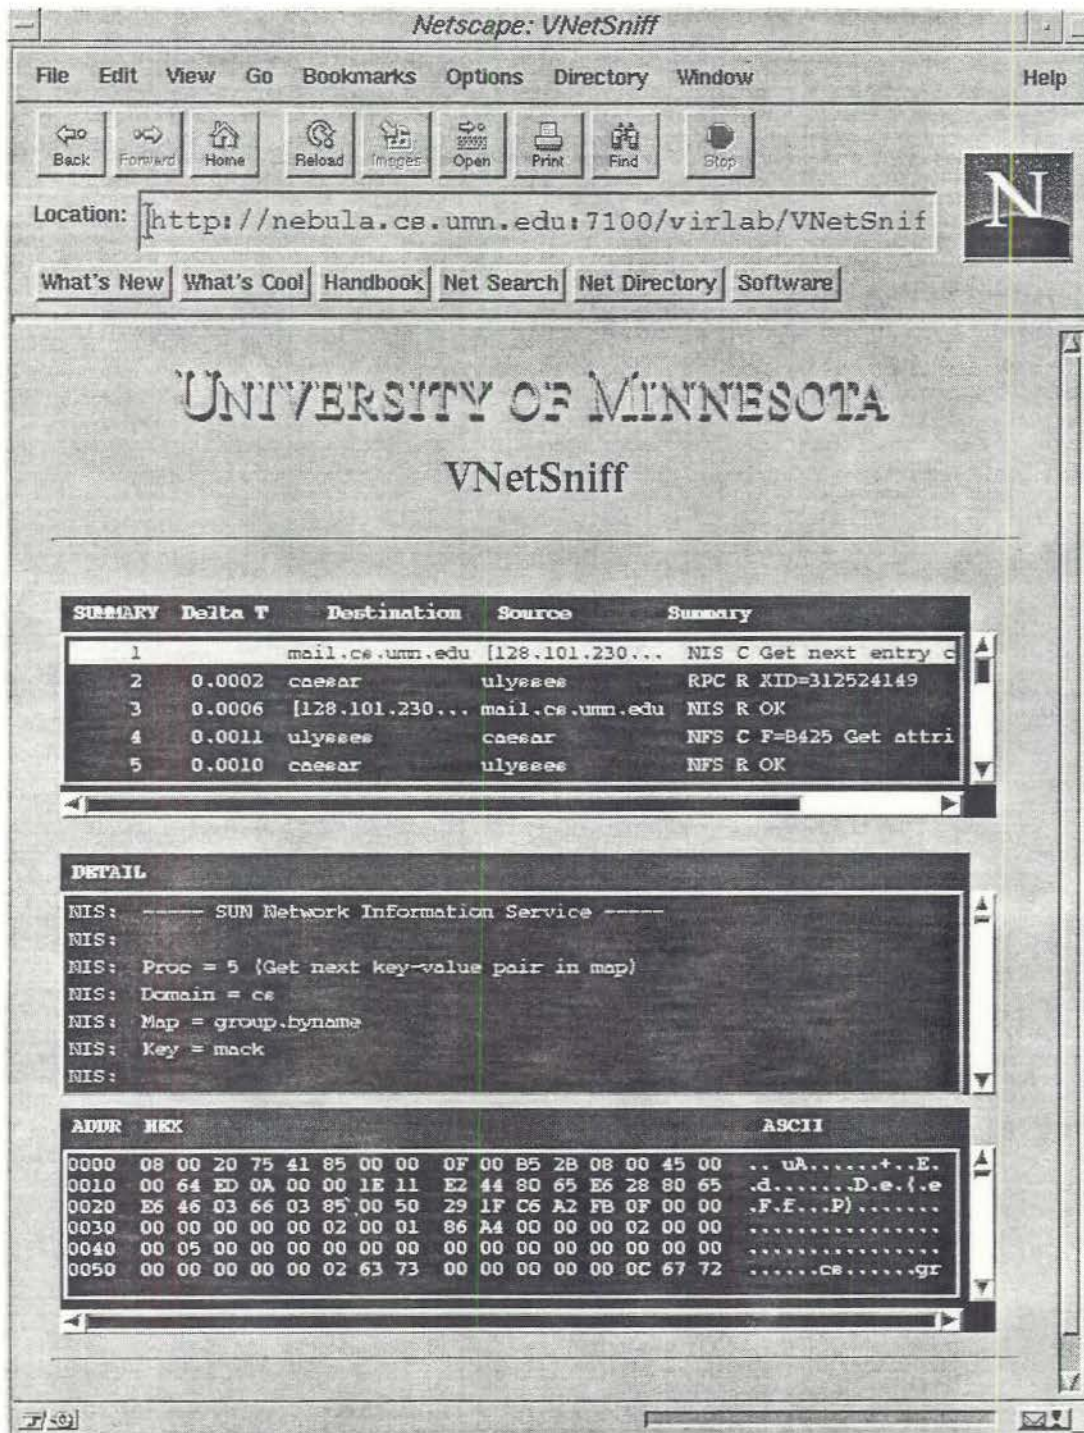 Netscape: VNetSniff
File Edit View Go Bookmarks Options Directory Window Help
Back Forward Home Reload Images Open Print Find Stop
N
Location: http://nebula.cs.umn.edu:7100/virlab/VNetSnif
What's New What's Cool Handbook Net Search Net Directory Software
UNIVERSITY OF MINNESOTA
VNetSniff
SUMMARY Delta T Destination Source Summary
1 mail.cs.umn.edu [128.101.230... NIS C Get next entry c
2 0.0002 caesar ulysses RPC R XID=312524149
3 0.0006 [128.101.230... mail.cs.umn.edu NIS R OK
4 0.0011 ulysses caesar NFS C F=B425 Get attri
5 0.0010 caesar ulysses NFS R OK
DETAIL
NIS: ----- SUN Network Information Service -----
NIS:
NIS: Proc = 5 (Get next key-value pair in map)
NIS: Domain = cs
NIS: Map = group.byname
NIS: Key = mack
NIS:
ADDR HEX ASCII
0000 08 00 20 75 41 85 00 00 0F 00 B5 2B 08 00 45 00 .. uA......+..E.
0010 00 64 ED 0A 00 00 1E 11 E2 44 80 65 E6 28 80 65 .d.......D.e.(.e
0020 E6 46 03 66 03 85 00 50 29 1F C6 A2 FB 0F 00 00 .F.f...P).......
0030 00 00 00 00 00 02 00 01 86 A4 00 00 00 02 00 00 ................
0040 00 05 00 00 00 00 00 00 00 00 00 00 00 00 00 00 ................
0050 00 00 00 00 00 02 63 73 00 00 00 00 00 0C 67 72 ......cs......gr